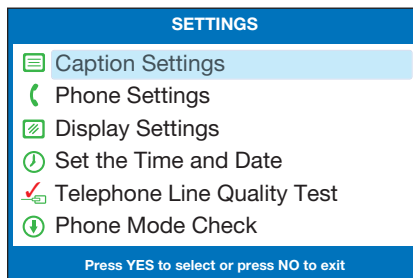 SETTINGS
Caption Settings
Phone Settings
Display Settings
Set the Time and Date
Telephone Line Quality Test
Phone Mode Check
Press YES to select or press NO to exit